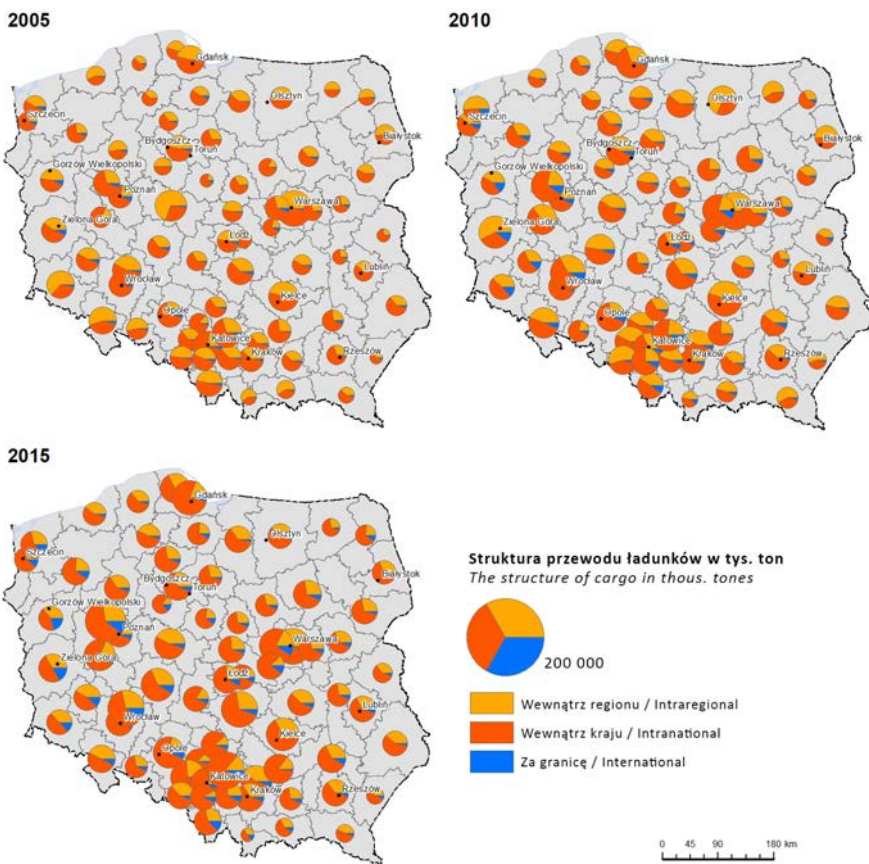 2005
Gdańsk
Olsztyn
Szczecin
Białystok
Bydgoszcz
Toruń
Gorzów Wielkopolski
Poznań
Warszawa
Zielona Góra
Łódź
Lublin
Wrocław
Kielce
Opole
Katowice
Kraków
Rzeszów
2010
Gdańsk
Olsztyn
Szczecin
Białystok
Bydgoszcz
Toruń
Gorzów Wielkopolski
Poznań
Warszawa
Zielona Góra
Łódź
Lublin
Wrocław
Kielce
Opole
Katowice
Kraków
Rzeszów
2015
Gdańsk
Olsztyn
Szczecin
Białystok
Bydgoszcz
Toruń
Gorzów Wielkopolski
Poznań
Warszawa
Zielona Góra
Łódź
Lublin
Wrocław
Kielce
Opole
Katowice
Kraków
Rzeszów
Struktura przewodu ładunków w tys. ton
The structure of cargo in thous. tones
200 000
Wewnątrz regionu / Intraregional
Wewnątrz kraju / Intranational
Za granicę / International
0 45 90 180 km